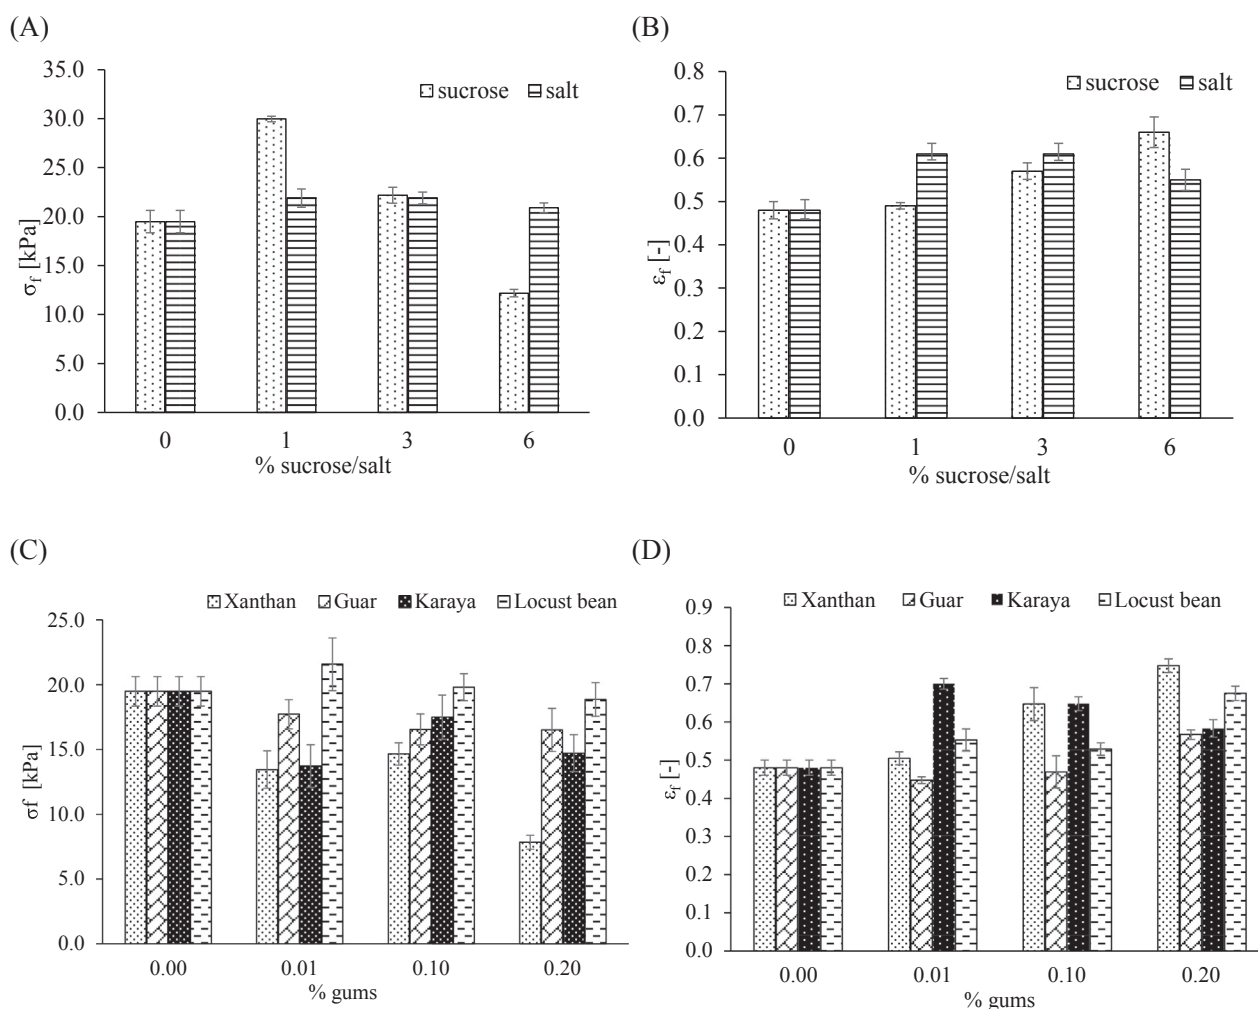 (A)
35.0
30.0
25.0
20.0
15.0
10.0
5.0
0.0
σf [kPa]
sucrose salt
0 1 3 6
% sucrose/salt
(B)
0.8
0.7
0.6
0.5
0.4
0.3
0.2
0.1
0.0
εf [-]
sucrose salt
0 1 3 6
% sucrose/salt
(C)
Xanthan Guar Karaya Locust bean
25.0
20.0
15.0
10.0
5.0
0.0
σf [kPa]
0.00 0.01 0.10 0.20
% gums
(D)
Xanthan Guar Karaya Locust bean
0.9
0.8
0.7
0.6
0.5
0.4
0.3
0.2
0.1
0.0
εf [-]
0.00 0.01 0.10 0.20
% gums